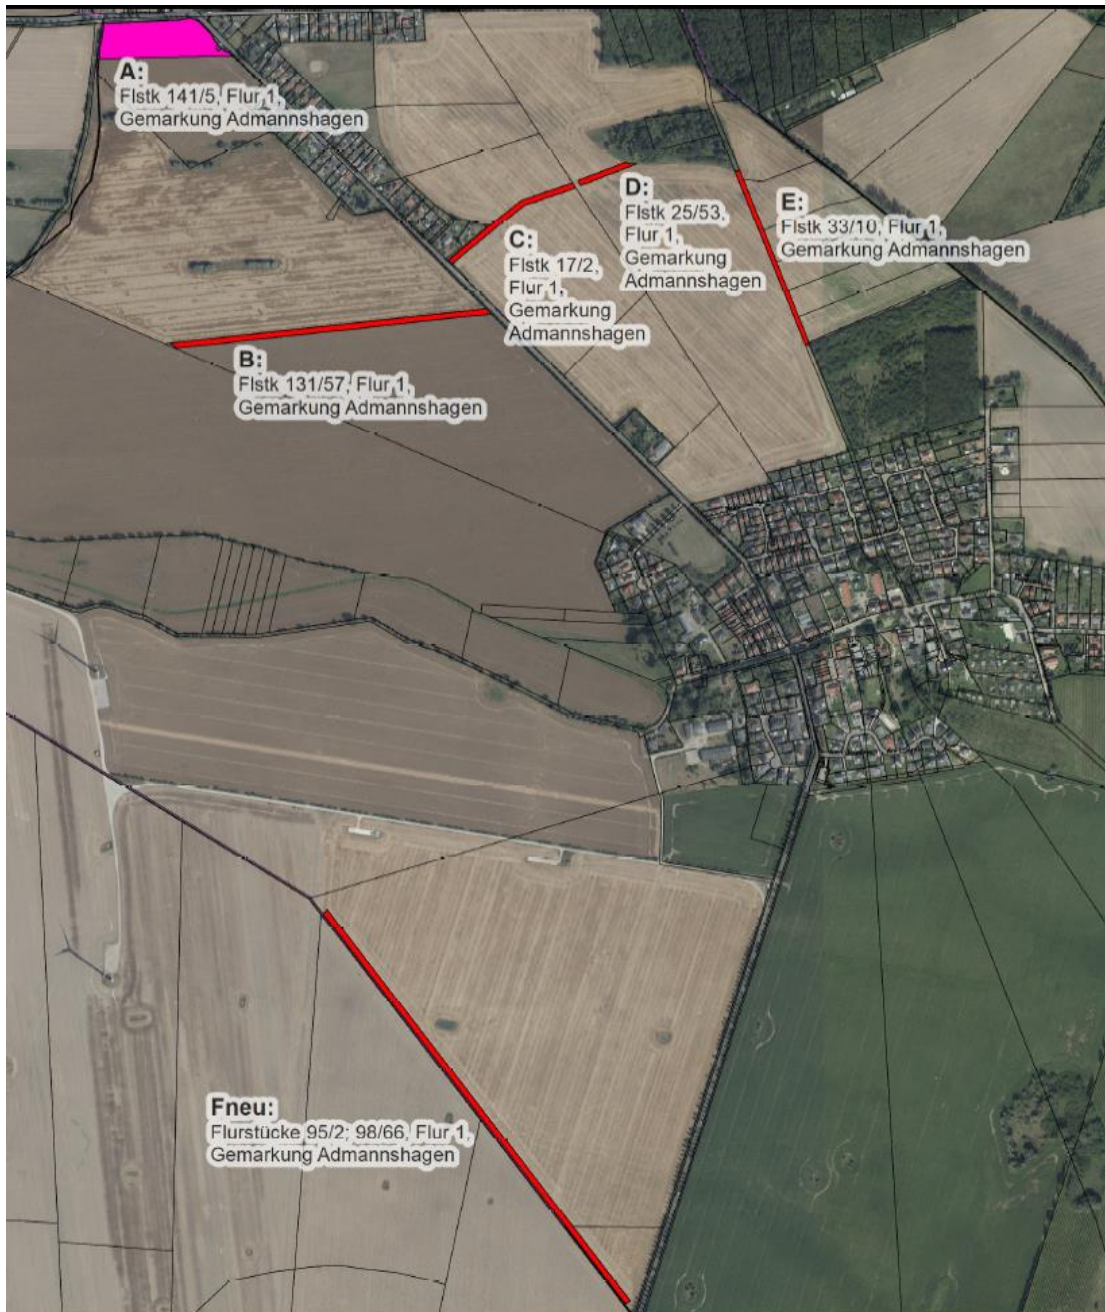 A:
Flstk 141/5, Flur 1,
Gemarkung Admannshagen
B:
Flstk 131/57, Flur 1,
Gemarkung Admannshagen
C:
Flstk 17/2,
Flur 1,
Gemarkung
Admannshagen
D:
Flstk 25/53,
Flur 1,
Gemarkung
Admannshagen
E:
Flstk 33/10, Flur 1,
Gemarkung Admannshagen
Fneu:
Flurstücke 95/2; 98/66, Flur 1,
Gemarkung Admannshagen